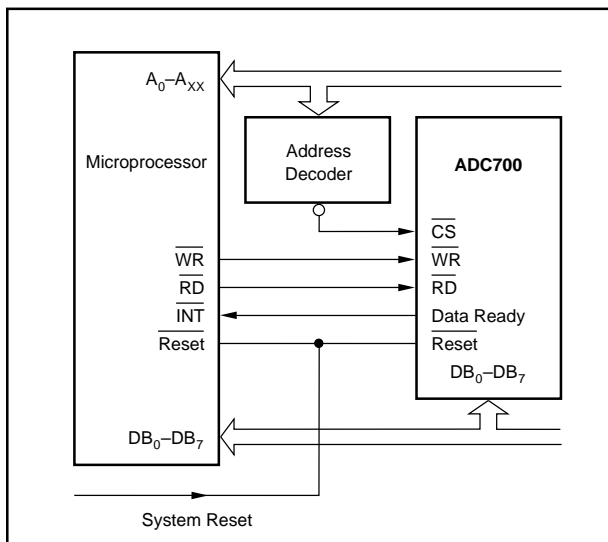 A0–AXX
Microprocessor
Address
Decoder
ADC700
CS
WR
WR
RD
RD
INT
Data Ready
Reset
Reset
DB0–DB7
DB0–DB7
System Reset